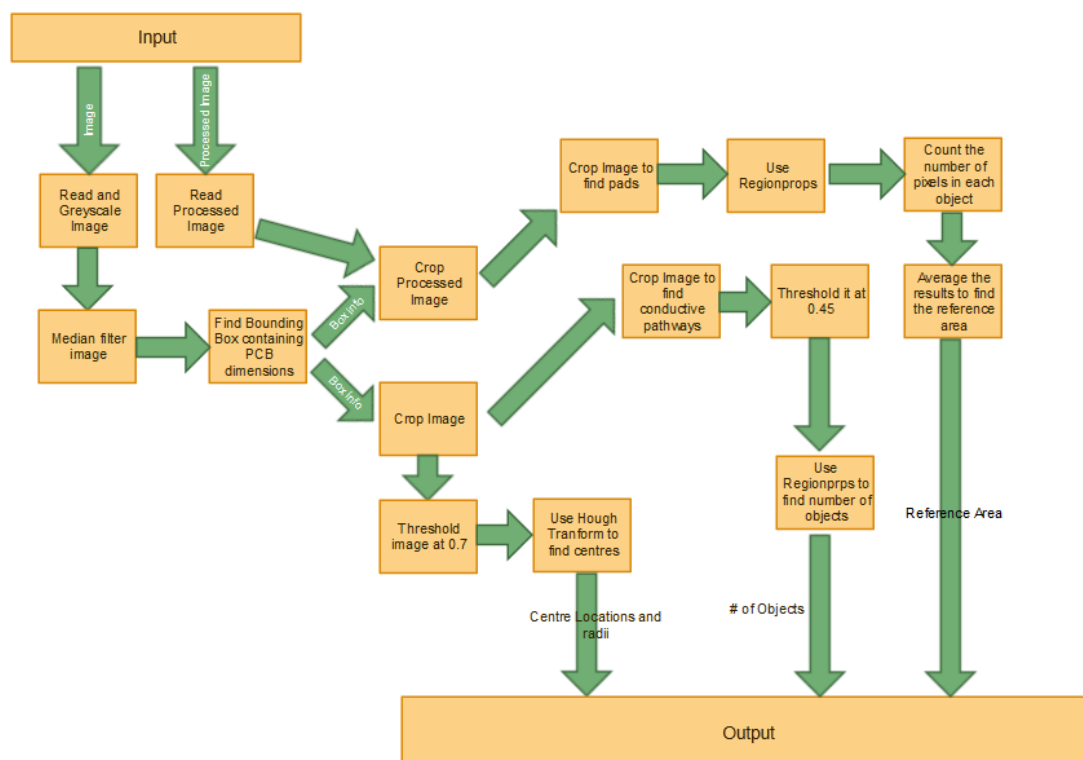 Input
Image
Processed Image
Read and
Greyscale
Image
Read
Processed
Image
Crop Image to
find pads
Use
Regionprops
Count the
number of
pixels in each
object
Crop
Processed
Image
Crop Image to
find
conductive
pathways
Threshold it at
0.45
Average the
results to find
the reference
area
Median filter
image
Find Bounding
Box containing
PCB
dimensions
Box Info
Box Info
Crop Image
Threshold
image at 0.7
Use Hough
Tranform to
find centres
Use
Regionprps to
find number of
objects
Reference Area
Centre Locations and
radii
# of Objects
Output